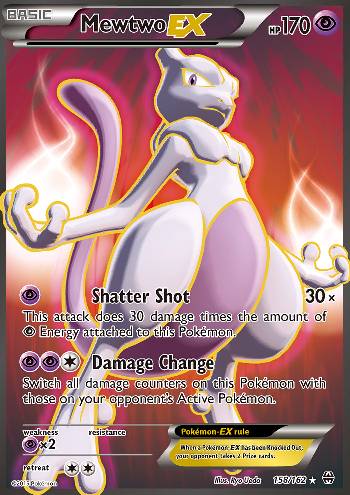 BASIC Mewtwo EX HP170
Shatter Shot 30×
This attack does 30 damage times the amount of
Energy attached to this Pokémon.
Damage Change
Switch all damage counters on this Pokémon with
those on your opponent's Active Pokémon.
weakness resistance
×2
Pokémon-EX rule
When a Pokémon-EX has been Knocked Out,
your opponent takes 2 Prize cards.
retreat
©2015 Pokémon Illus. Ryo Ueda 158/162 ★